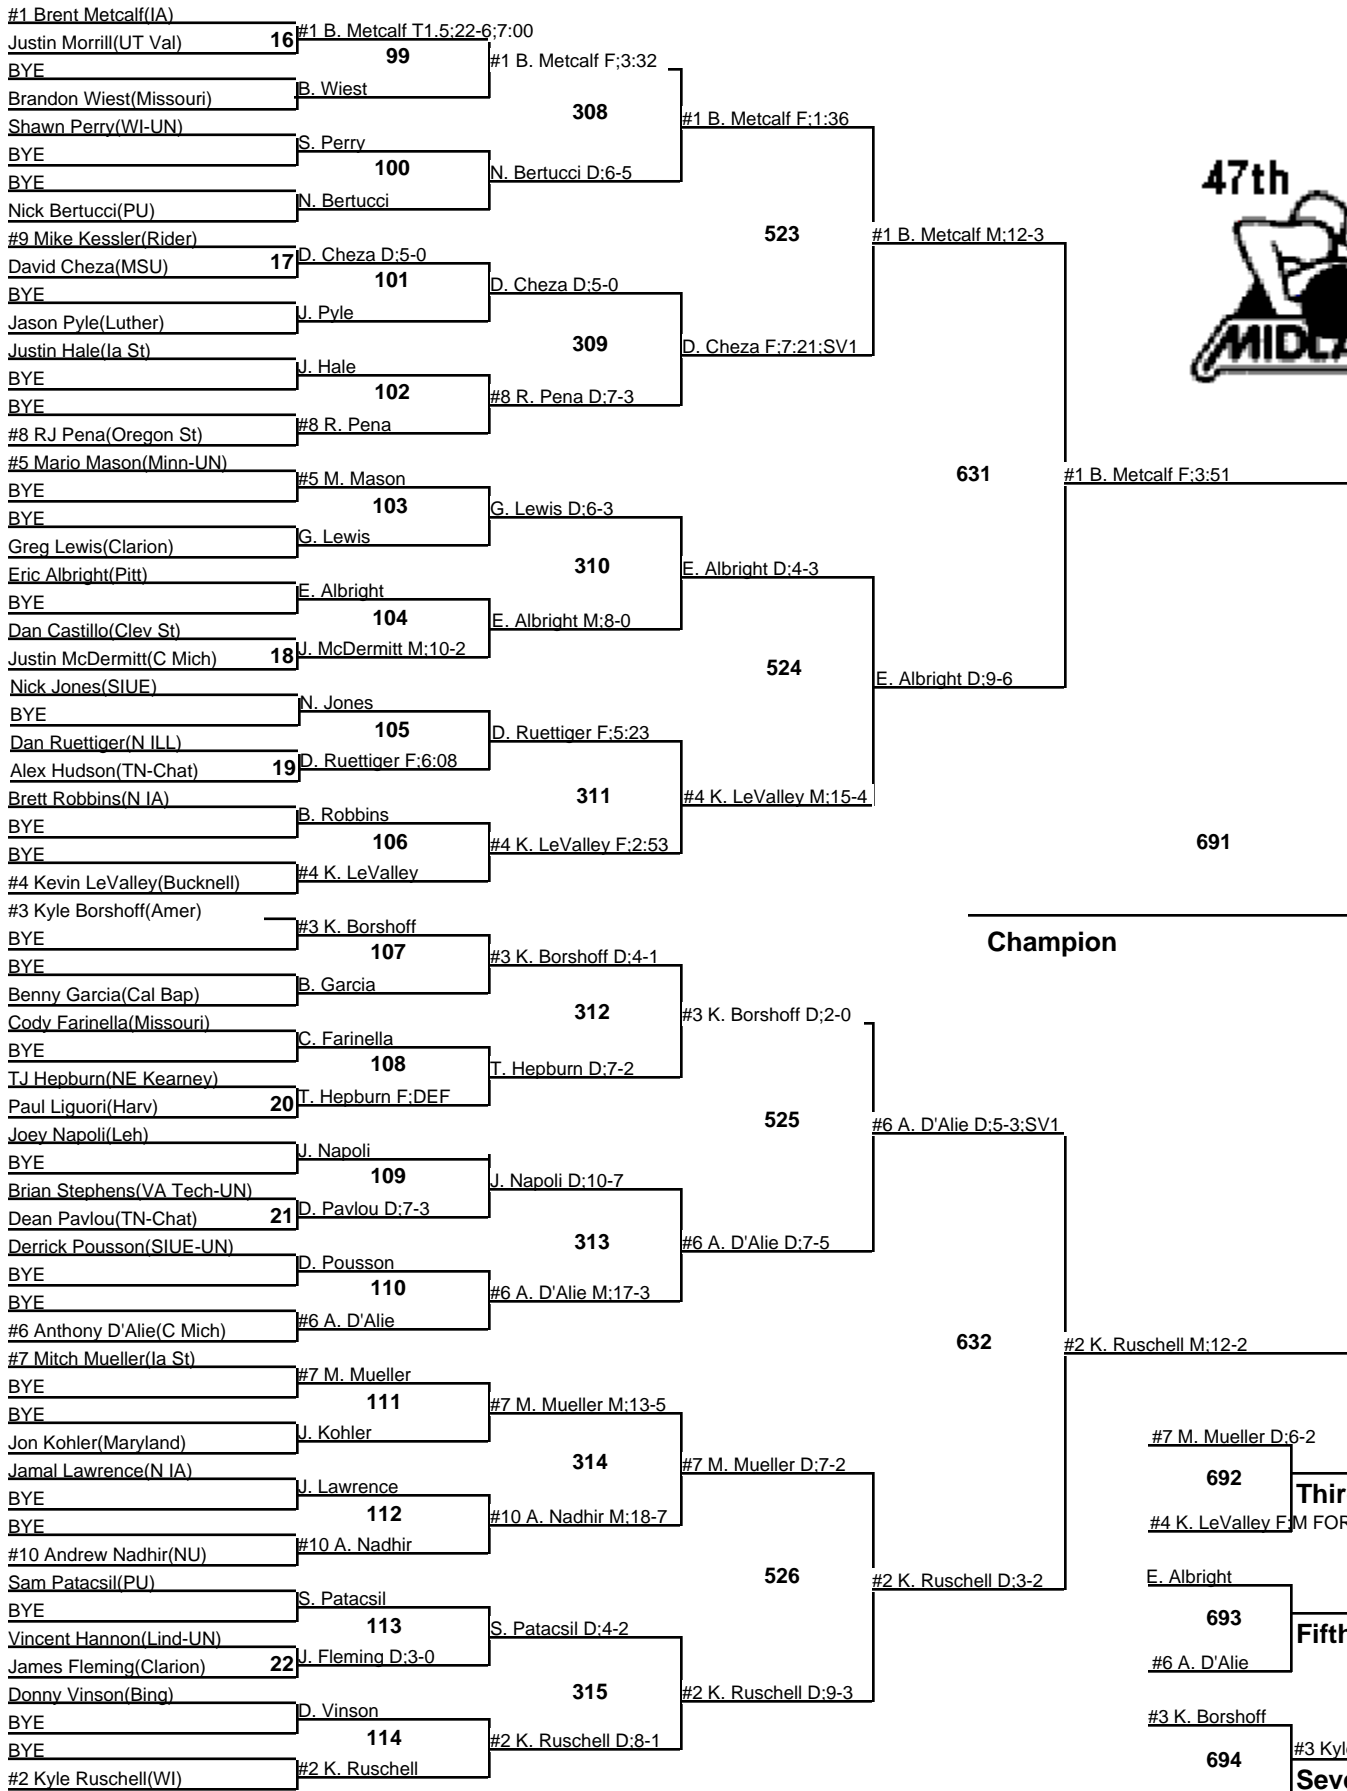 #1 Brent Metcalf(IA)
Justin Morrill(UT Val)
16
BYE
Brandon Wiest(Missouri)
Shawn Perry(WI-UN)
BYE
BYE
Nick Bertucci(PU)
#9 Mike Kessler(Rider)
David Cheza(MSU)
17
BYE
Jason Pyle(Luther)
Justin Hale(Ia St)
BYE
BYE
#8 RJ Pena(Oregon St)
#5 Mario Mason(Minn-UN)
BYE
BYE
Greg Lewis(Clarion)
Eric Albright(Pitt)
BYE
Dan Castillo(Clev St)
Justin McDermitt(C Mich)
18
Nick Jones(SIUE)
BYE
Dan Ruettiger(N ILL)
Alex Hudson(TN-Chat)
19
Brett Robbins(N IA)
BYE
BYE
#4 Kevin LeValley(Bucknell)
#3 Kyle Borshoff(Amer)
BYE
BYE
Benny Garcia(Cal Bap)
Cody Farinella(Missouri)
BYE
TJ Hepburn(NE Kearney)
Paul Liguori(Harv)
20
Joey Napoli(Leh)
BYE
Brian Stephens(VA Tech-UN)
Dean Pavlou(TN-Chat)
21
Derrick Pousson(SIUE-UN)
BYE
BYE
#6 Anthony D'Alie(C Mich)
#7 Mitch Mueller(Ia St)
BYE
BYE
Jon Kohler(Maryland)
Jamal Lawrence(N IA)
BYE
BYE
#10 Andrew Nadhir(NU)
Sam Patacsil(PU)
BYE
Vincent Hannon(Lind-UN)
James Fleming(Clarion)
22
Donny Vinson(Bing)
BYE
BYE
#2 Kyle Ruschell(WI)
#1 B. Metcalf T1.5;22-6;7:00
99
B. Wiest
S. Perry
100
N. Bertucci
D. Cheza D;5-0
101
J. Pyle
J. Hale
102
#8 R. Pena
#5 M. Mason
103
G. Lewis
E. Albright
104
J. McDermitt M;10-2
N. Jones
105
D. Ruettiger F;6:08
B. Robbins
106
#4 K. LeValley
#3 K. Borshoff
107
B. Garcia
C. Farinella
108
T. Hepburn F;DEF
J. Napoli
109
D. Pavlou D;7-3
D. Pousson
110
#6 A. D'Alie
#7 M. Mueller
111
J. Kohler
J. Lawrence
112
#10 A. Nadhir
S. Patacsil
113
J. Fleming D;3-0
D. Vinson
114
#2 K. Ruschell
#1 B. Metcalf F;3:32
308
N. Bertucci D;6-5
D. Cheza D;5-0
309
#8 R. Pena D;7-3
G. Lewis D;6-3
310
E. Albright M;8-0
D. Ruettiger F;5:23
311
#4 K. LeValley F;2:53
#3 K. Borshoff D;4-1
312
T. Hepburn D;7-2
J. Napoli D;10-7
313
#6 A. D'Alie M;17-3
#7 M. Mueller M;13-5
314
#10 A. Nadhir M;18-7
S. Patacsil D;4-2
315
#2 K. Ruschell D;8-1
#1 B. Metcalf F;1:36
523
D. Cheza F;7:21;SV1
E. Albright D;4-3
524
#4 K. LeValley M;15-4
#3 K. Borshoff D;2-0
525
#6 A. D'Alie D;7-5
#7 M. Mueller D;7-2
526
#2 K. Ruschell D;9-3
#1 B. Metcalf M;12-3
631
E. Albright D;9-6
#6 A. D'Alie D;5-3;SV1
632
#2 K. Ruschell D;3-2
47th
#1 B. Metcalf F;3:51
691
Champion
#2 K. Ruschell M;12-2
#7 M. Mueller D;6-2
692
#4 K. LeValley F;M FOR
E. Albright
693
#6 A. D'Alie
#3 K. Borshoff
694